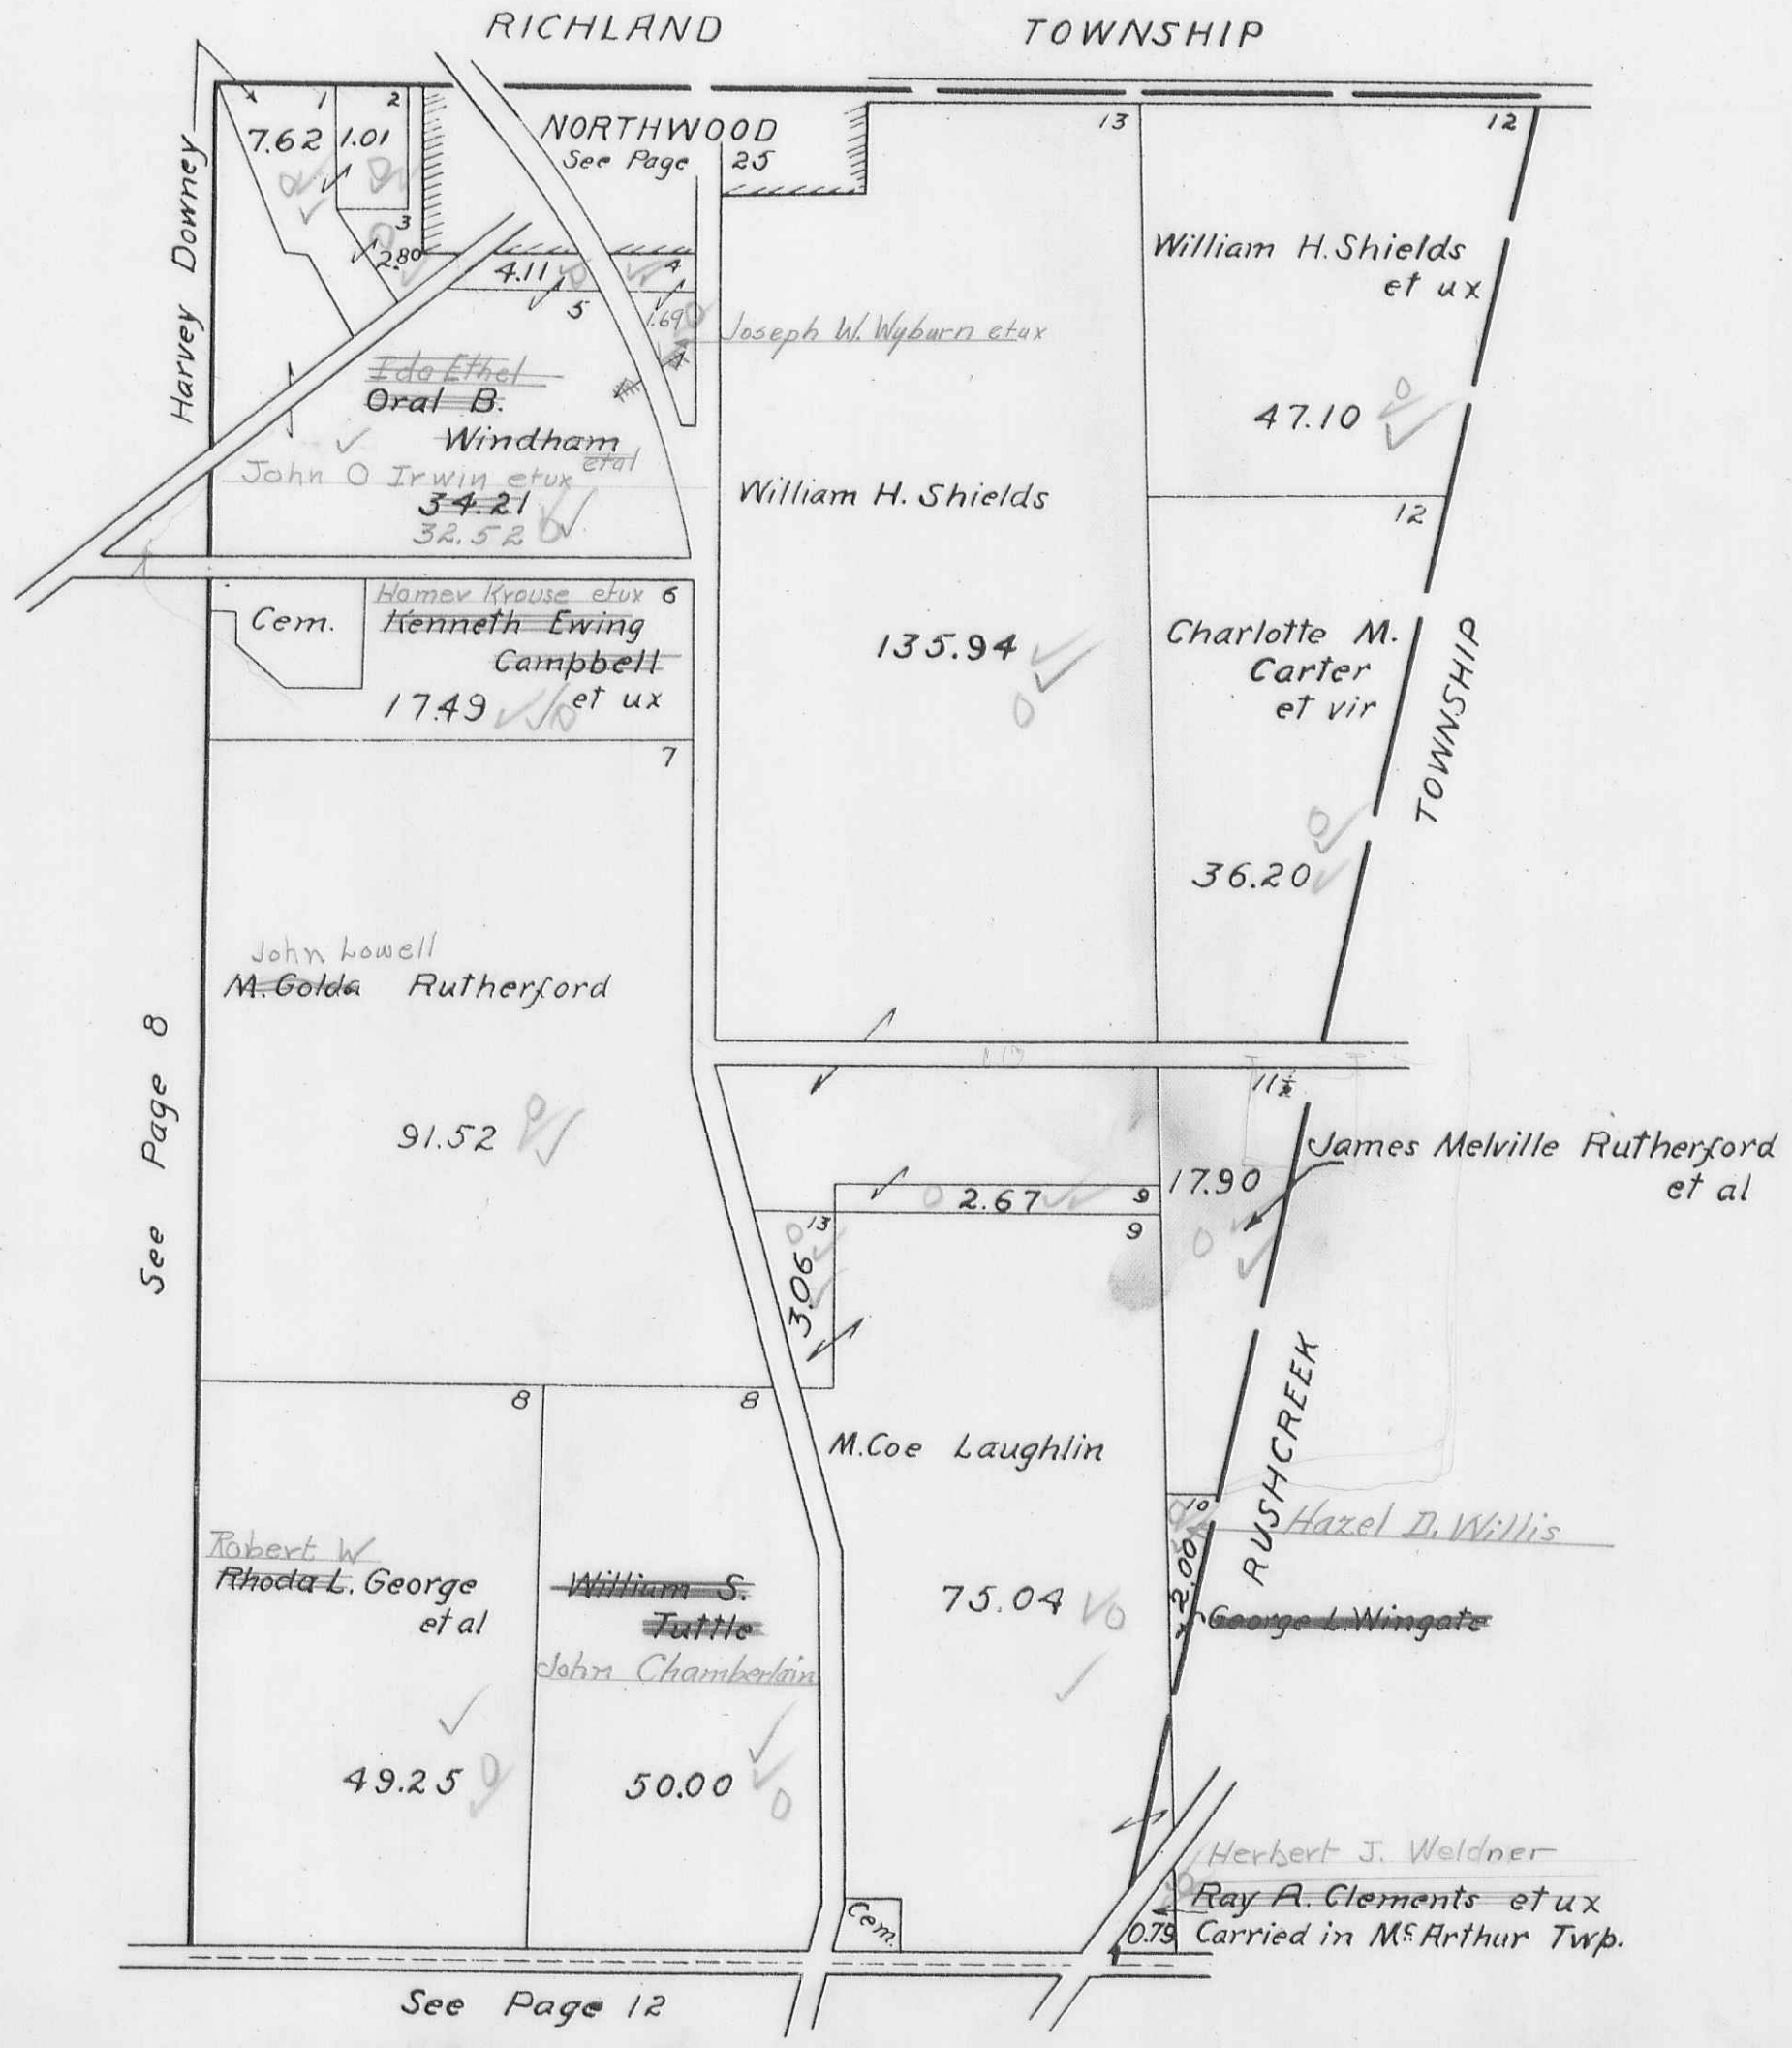 RICHLAND TOWNSHIP
Harvey Downey
1
7.62
2
1.01
3
2.80
NORTHWOOD
See Page 25
4.11
4
5
1.69
4
Joseph W. Wyburn etux
Ida Ethel
Oral B.
Windham
etal
John O Irwin etux
34.21
32.52
13
William H. Shields
135.94
12
William H. Shields
et ux
47.10
12
Charlotte M.
Carter
et vir
36.20
TOWNSHIP
Cem.
Homer Krouse etux 6
Kenneth Ewing
Campbell
et ux
17.49
7
John Lowell
M. Golda Rutherford
91.52
See Page 8
11½
James Melville Rutherford
et al
17.90
2.67 9
13
9
3.06
RUSHCREEK
8
8
M. Coe Laughlin
75.04
10
Hazel D. Willis
2.00
George L. Wingate
Robert W
Rhoda L. George
et al
49.25
William S.
Tuttle
John Chamberlain
50.00
Cem.
Herbert J. Weldner
Ray A. Clements et ux
0.79 Carried in McArthur Twp.
See Page 12